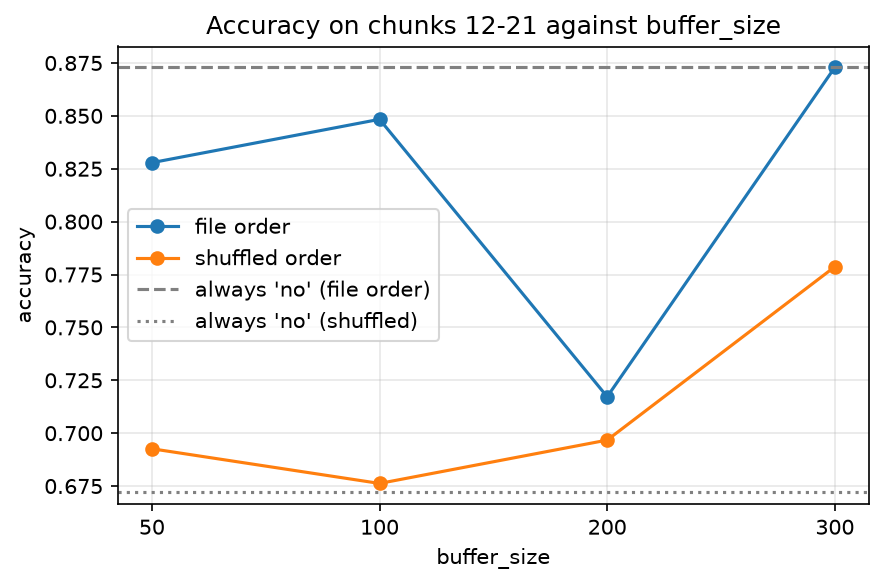 Accuracy on chunks 12-21 against buffer_size
0.875
0.850
0.825
0.800
0.775
0.750
0.725
0.700
0.675
accuracy
file order
shuffled order
always 'no' (file order)
always 'no' (shuffled)
50 100 200 300
buffer_size